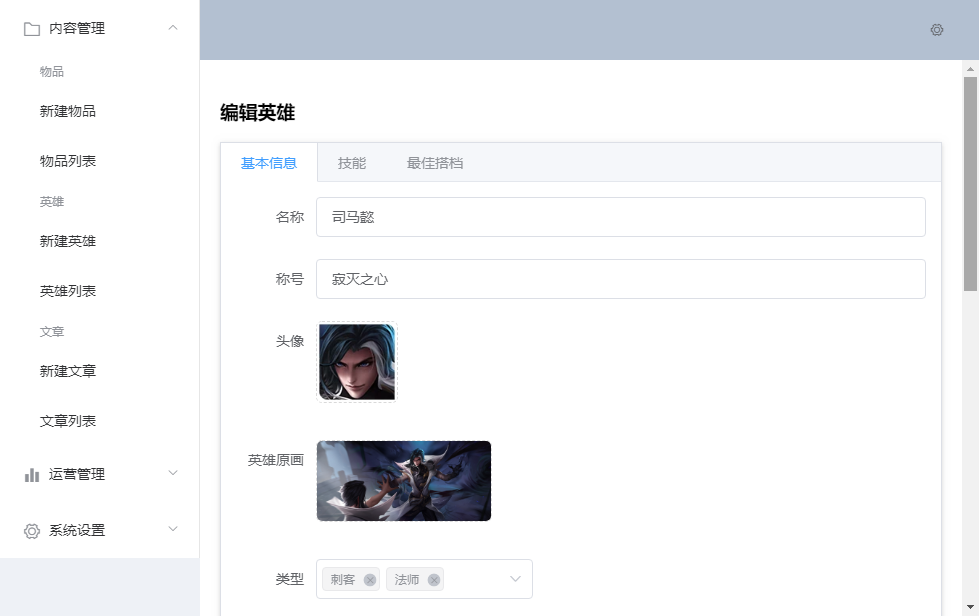 内容管理
物品
新建物品
物品列表
英雄
新建英雄
英雄列表
文章
新建文章
文章列表
运营管理
系统设置
编辑英雄
基本信息 技能 最佳搭档
名称 司马懿
称号 寂灭之心
头像
英雄原画
类型 刺客 法师